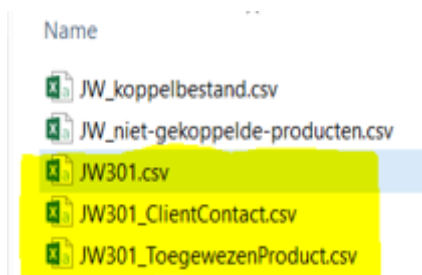 Name
JW_koppelbestand.csv
JW_niet-gekoppelde-producten.csv
JW301.csv
JW301_ClientContact.csv
JW301_ToegewezenProduct.csv